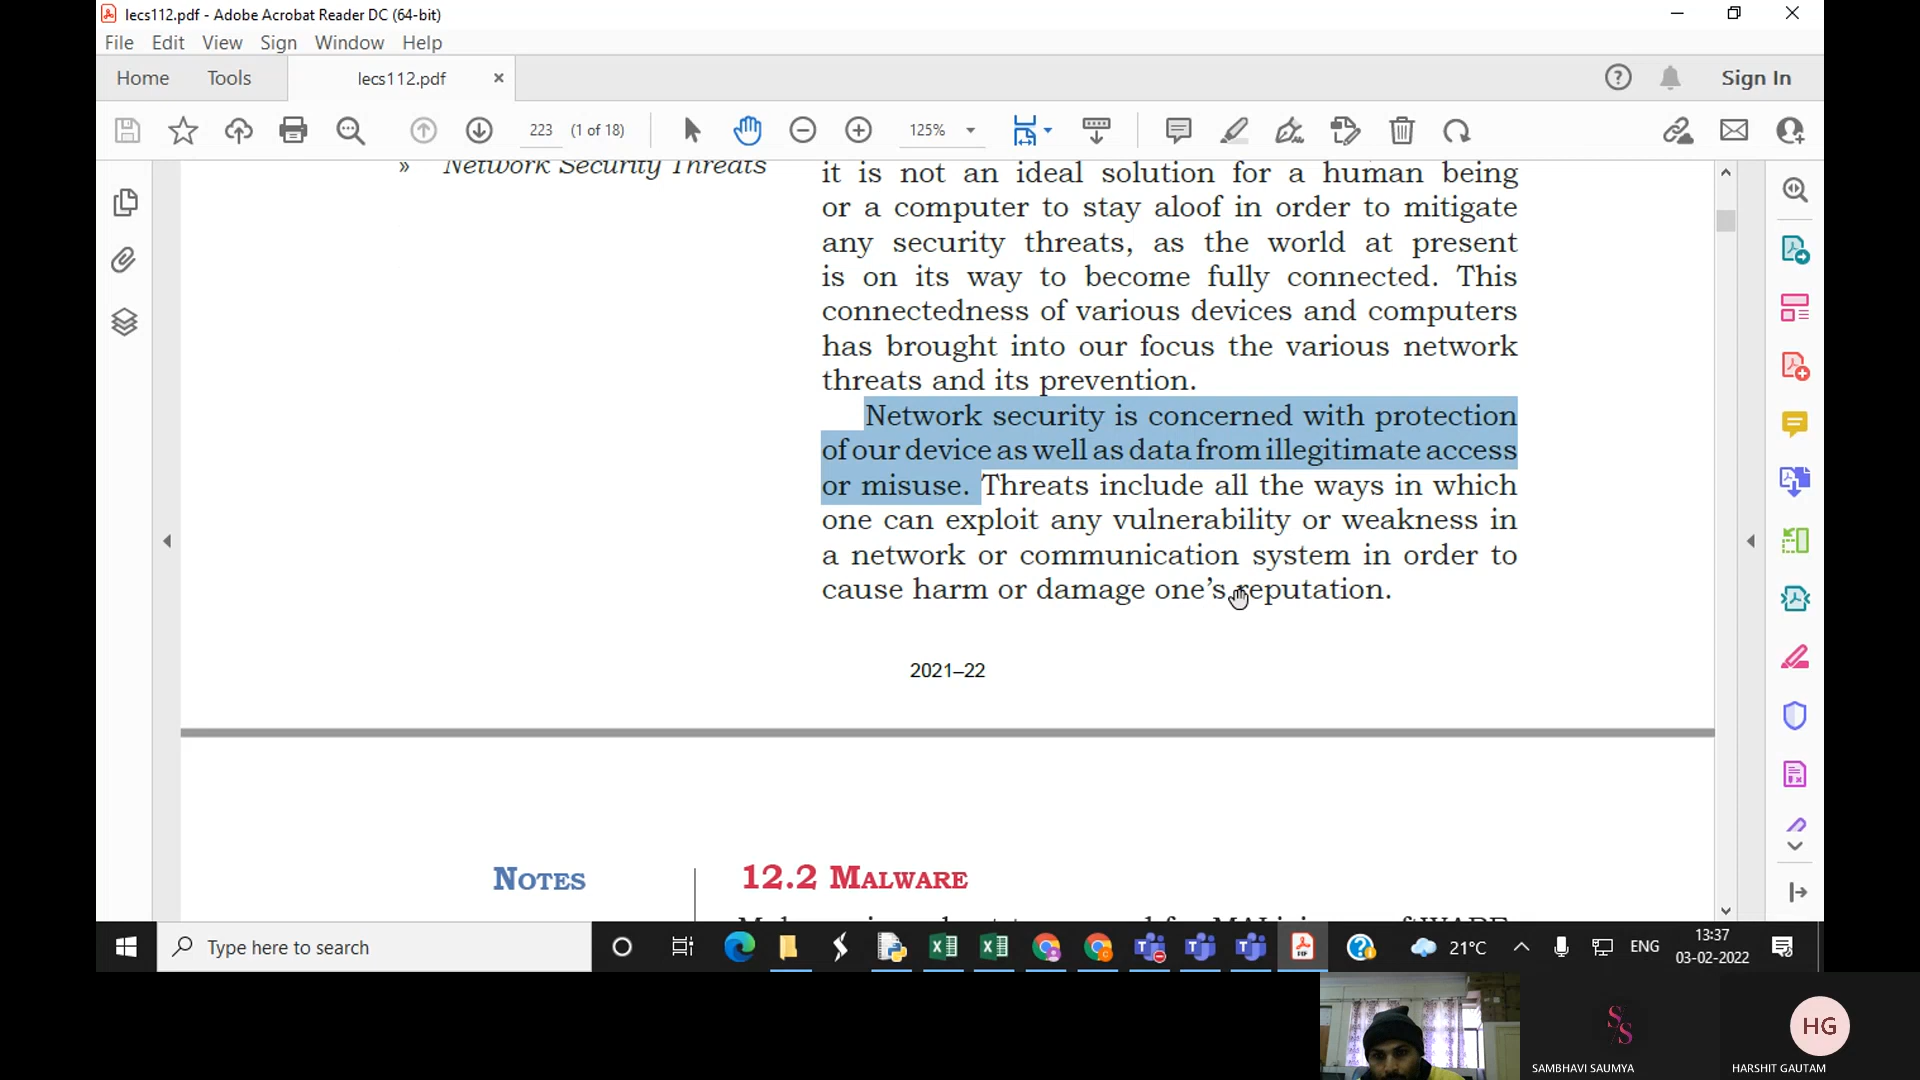 lecs112.pdf - Adobe Acrobat Reader DC (64-bit)
File Edit View Sign Window Help
Home Tools lecs112.pdf × Sign In
223 (1 of 18) 125%
» Network Security Threats
it is not an ideal solution for a human being
or a computer to stay aloof in order to mitigate
any security threats, as the world at present
is on its way to become fully connected. This
connectedness of various devices and computers
has brought into our focus the various network
threats and its prevention.
Network security is concerned with protection
of our device as well as data from illegitimate access
or misuse. Threats include all the ways in which
one can exploit any vulnerability or weakness in
a network or communication system in order to
cause harm or damage one's reputation.
2021–22
NOTES
12.2 MALWARE
Type here to search
21°C ENG
13:37
03-02-2022
S/S
HG
SAMBHAVI SAUMYA
HARSHIT GAUTAM